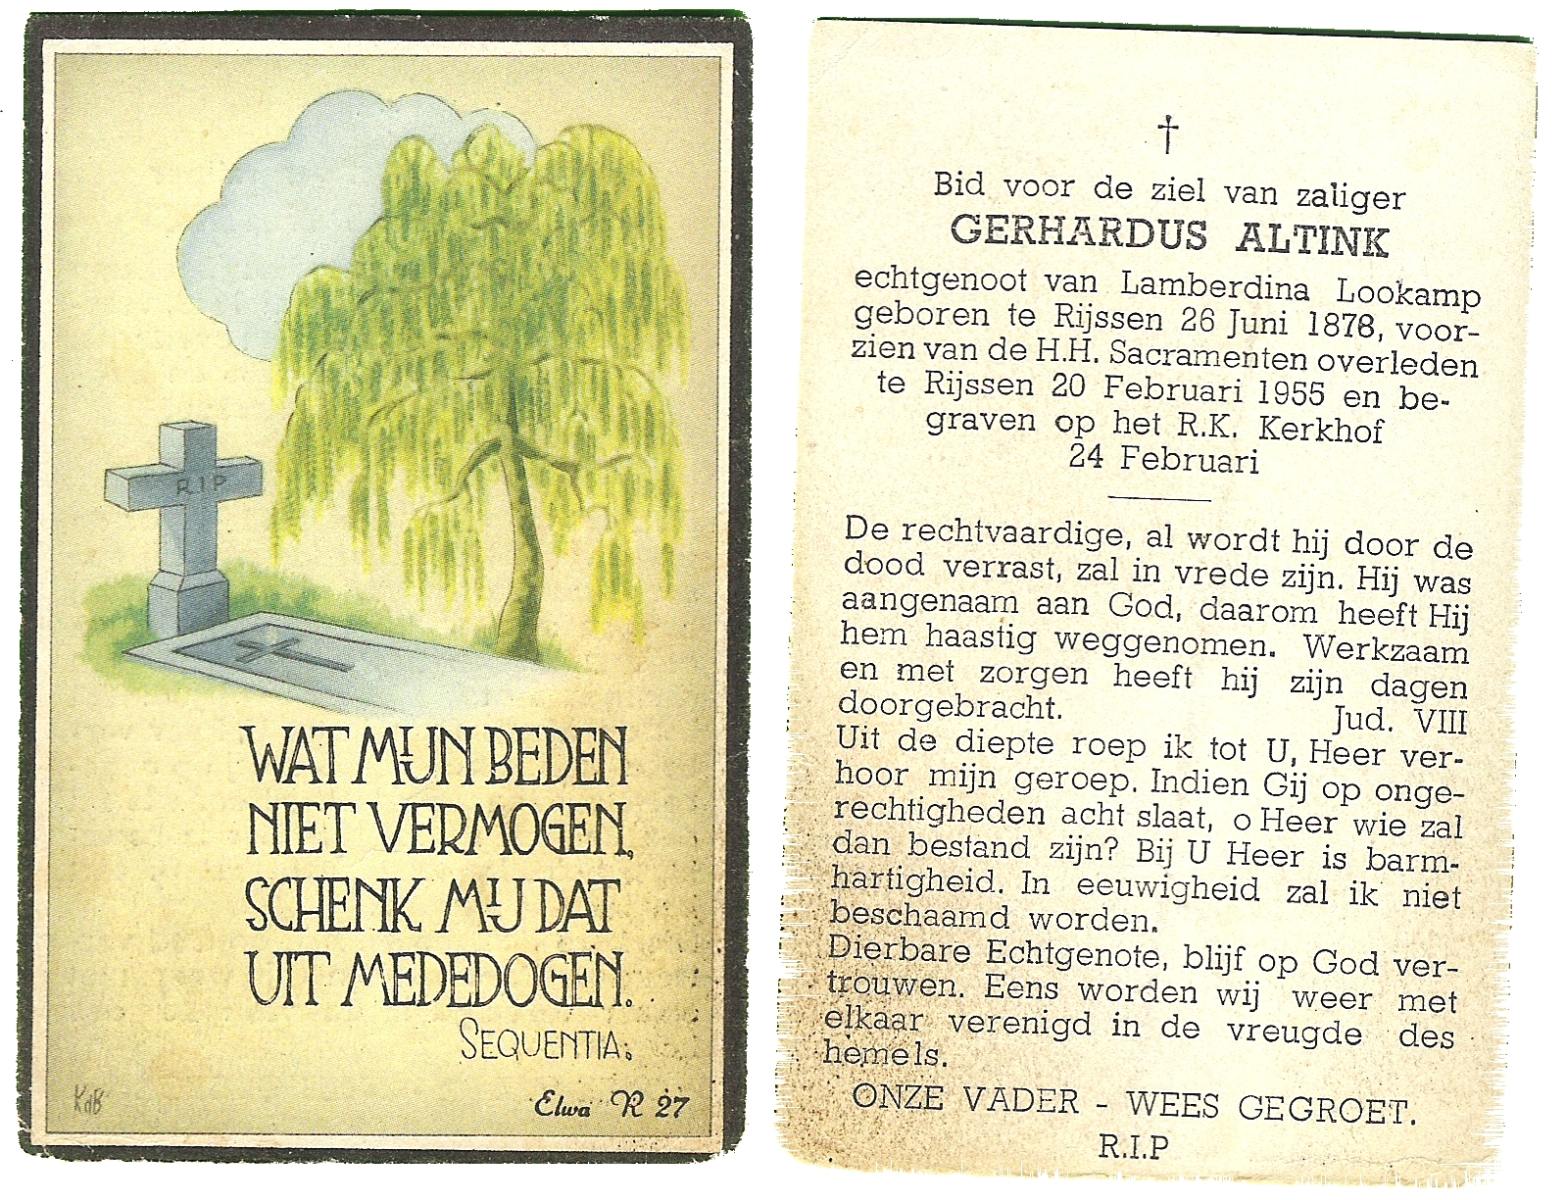 R.I.P
WAT MIJN BEDEN
NIET VERMOGEN,
SCHENK MIJ DAT
UIT MEDEDOGEN.
SEQUENTIA.
KdB
Elwa R 27
Bid voor de ziel van zaliger
GERHARDUS ALTINK
echtgenoot van Lamberdina Lookamp
geboren te Rijssen 26 Juni 1878, voor-
zien van de H.H. Sacramenten overleden
te Rijssen 20 Februari 1955 en be-
graven op het R.K. Kerkhof
24 Februari
De rechtvaardige, al wordt hij door de
dood verrast, zal in vrede zijn. Hij was
aangenaam aan God, daarom heeft Hij
hem haastig weggenomen. Werkzaam
en met zorgen heeft hij zijn dagen
doorgebracht. Jud. VIII
Uit de diepte roep ik tot U, Heer ver-
hoor mijn geroep. Indien Gij op onge-
rechtigheden acht slaat, o Heer wie zal
dan bestand zijn? Bij U Heer is barm-
hartigheid. In eeuwigheid zal ik niet
beschaamd worden.
Dierbare Echtgenote, blijf op God ver-
trouwen. Eens worden wij weer met
elkaar verenigd in de vreugde des
hemels.
ONZE VADER - WEES GEGROET.
R.I.P